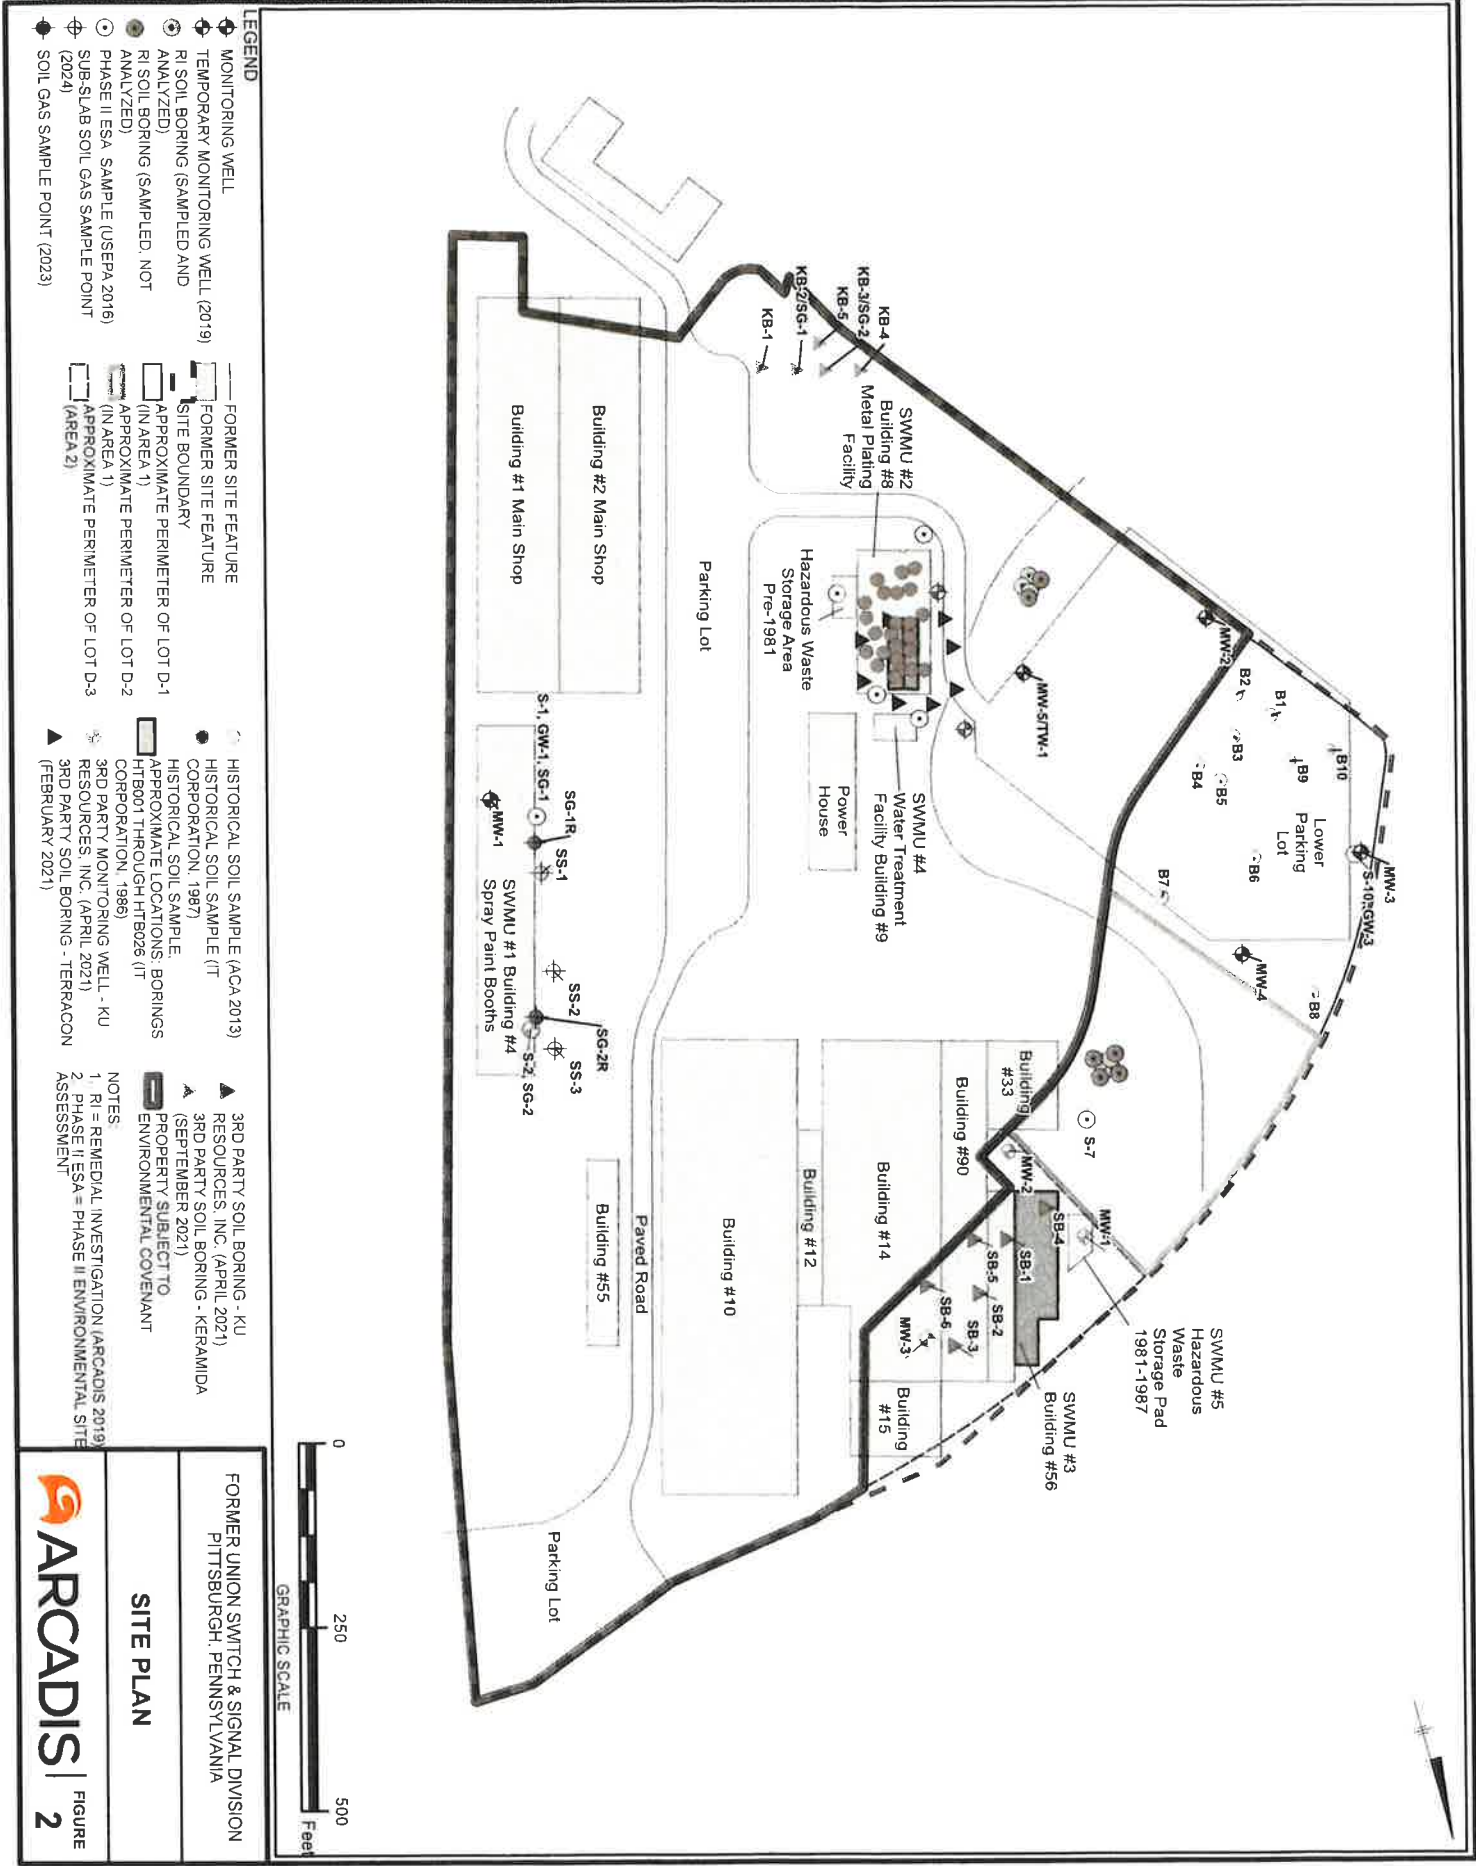 MW-3
S-10, GW-3
B10
B9
Lower
Parking
Lot
B1
B2
B3
B5
B4
B6
B7
B8
MW-4
MW-2
MW-5/TW-1
KB-4
KB-3/SG-2
KB-5
KB-2/SG-1
KB-1
SWMU #2
Building #8
Metal Plating
Facility
Hazardous Waste
Storage Area
Pre-1981
SWMU #4
Water Treatment
Facility Building #9
Power
House
Parking Lot
Building #2 Main Shop
Building #1 Main Shop
S-1, GW-1, SG-1
SG-1R
SS-1
MW-1
SWMU #1 Building #4
Spray Paint Booths
SS-2
SG-2R
SS-3
S-2, SG-2
S-7
Building
#33
Building #90
MW-2
MW-1
SB-4
SB-1
SB-5
SB-2
SB-6
SB-3
MW-3
SWMU #5
Hazardous
Waste
Storage Pad
1981-1987
SWMU #3
Building #56
Building #14
Building
#15
Building #12
Building #10
Paved Road
Building #55
Parking Lot
0
250
500
Feet
GRAPHIC SCALE
LEGEND
MONITORING WELL
TEMPORARY MONITORING WELL (2019)
RI SOIL BORING (SAMPLED AND
ANALYZED)
RI SOIL BORING (SAMPLED, NOT
ANALYZED)
PHASE II ESA SAMPLE (USEPA 2016)
SUB-SLAB SOIL GAS SAMPLE POINT
(2024)
SOIL GAS SAMPLE POINT (2023)
FORMER SITE FEATURE
FORMER SITE FEATURE
SITE BOUNDARY
APPROXIMATE PERIMETER OF LOT D-1
(IN AREA 1)
APPROXIMATE PERIMETER OF LOT D-2
(IN AREA 1)
APPROXIMATE PERIMETER OF LOT D-3
(AREA 2)
HISTORICAL SOIL SAMPLE (ACA 2013)
HISTORICAL SOIL SAMPLE (IT
CORPORATION, 1987)
HISTORICAL SOIL SAMPLE,
APPROXIMATE LOCATIONS: BORINGS
HTB001 THROUGH HTB026 (IT
CORPORATION, 1986)
3RD PARTY MONITORING WELL - KU
RESOURCES, INC. (APRIL 2021)
3RD PARTY SOIL BORING - TERRACON
(FEBRUARY 2021)
3RD PARTY SOIL BORING - KU
RESOURCES, INC. (APRIL 2021)
3RD PARTY SOIL BORING - KERAMIDA
(SEPTEMBER 2021)
PROPERTY SUBJECT TO
ENVIRONMENTAL COVENANT
NOTES:
1. RI = REMEDIAL INVESTIGATION (ARCADIS 2019)
2. PHASE II ESA = PHASE II ENVIRONMENTAL SITE
ASSESSMENT
FORMER UNION SWITCH & SIGNAL DIVISION
PITTSBURGH, PENNSYLVANIA
SITE PLAN
ARCADIS
FIGURE
2